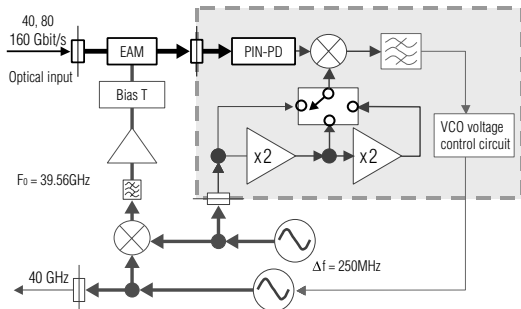 40, 80
160 Gbit/s
Optical input
EAM
PIN-PD
Bias T
x2
x2
VCO voltage
control circuit
F₀ = 39.56GHz
Δf = 250MHz
40 GHz